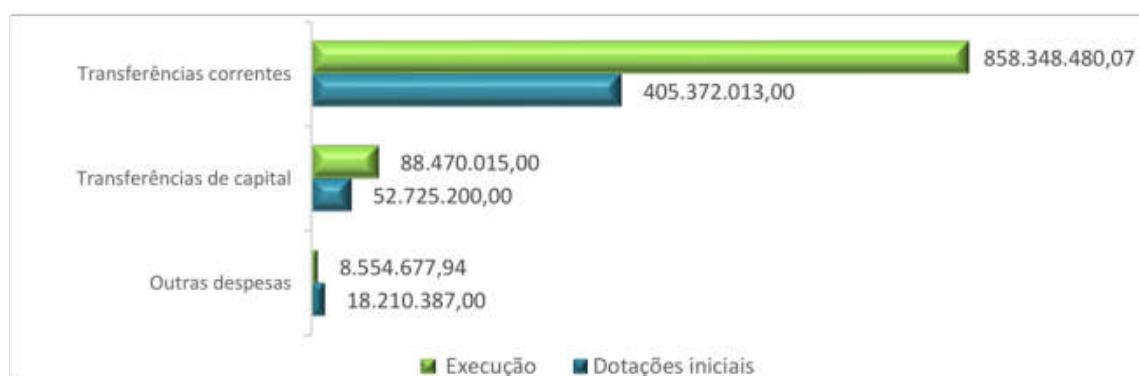 858.348.480,07
Transferências correntes
405.372.013,00
88.470.015,00
Transferências de capital
52.725.200,00
8.554.677,94
Outras despesas
18.210.387,00
Execução Dotações iniciais